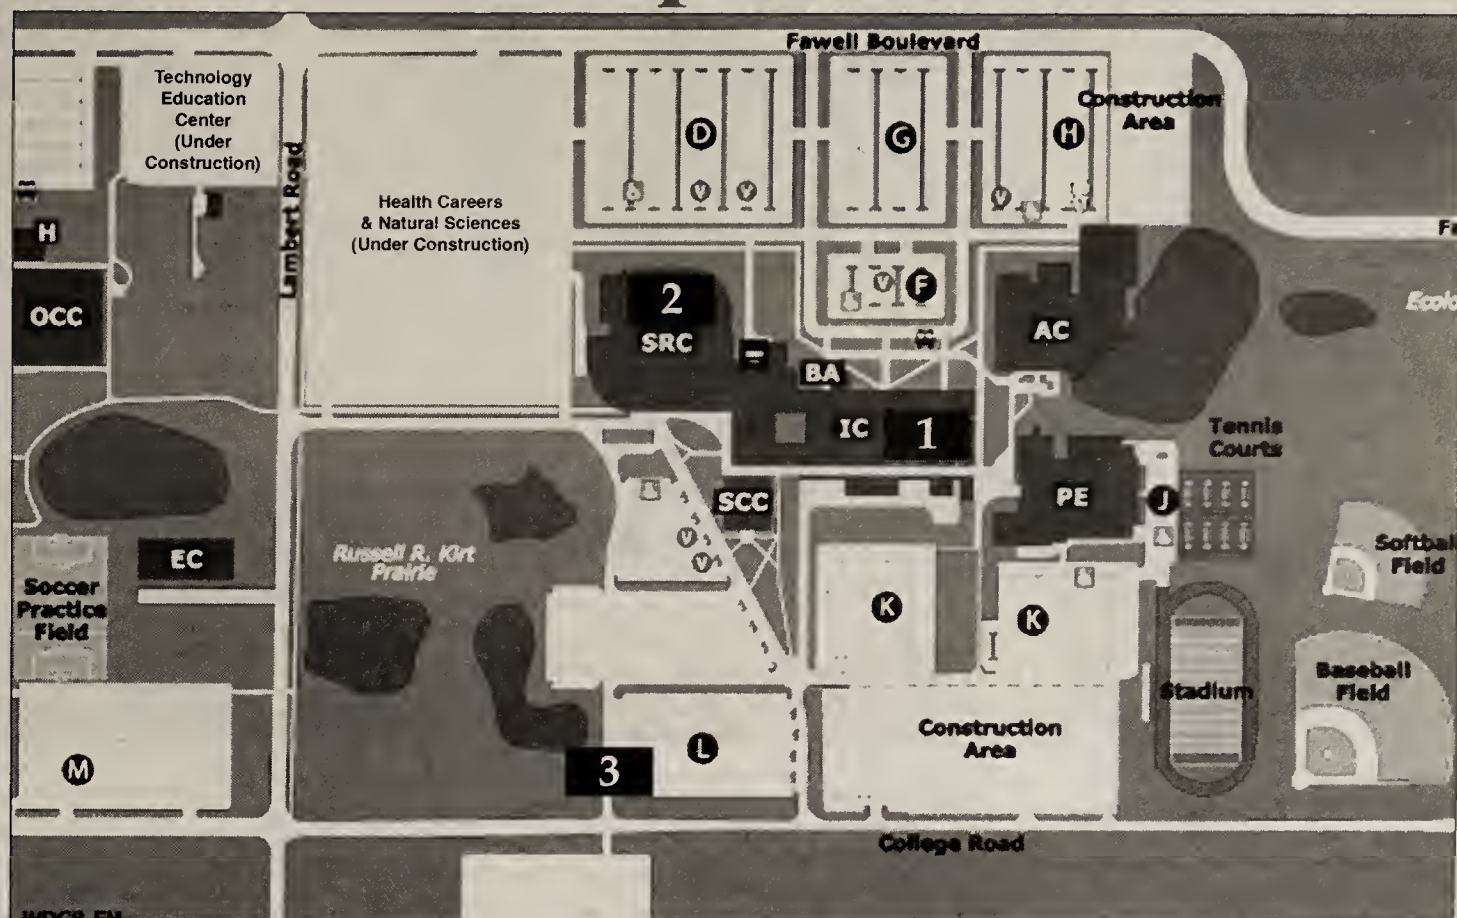 Fawell Boulevard
Technology
Education
Center
(Under
Construction)
Lambert Road
Health Careers
& Natural Sciences
(Under Construction)
D
V
V
G
H
V
Construction
Area
H
OCC
2
SRC
V
F
BA
AC
IC
1
Tennis
Courts
SCC
PE
J
V
V
EC
Russell R. Kirt
Prairie
Soccer
Practice
Field
K
K
Softball
Field
Stadium
Baseball
Field
M
3
L
Construction
Area
College Road